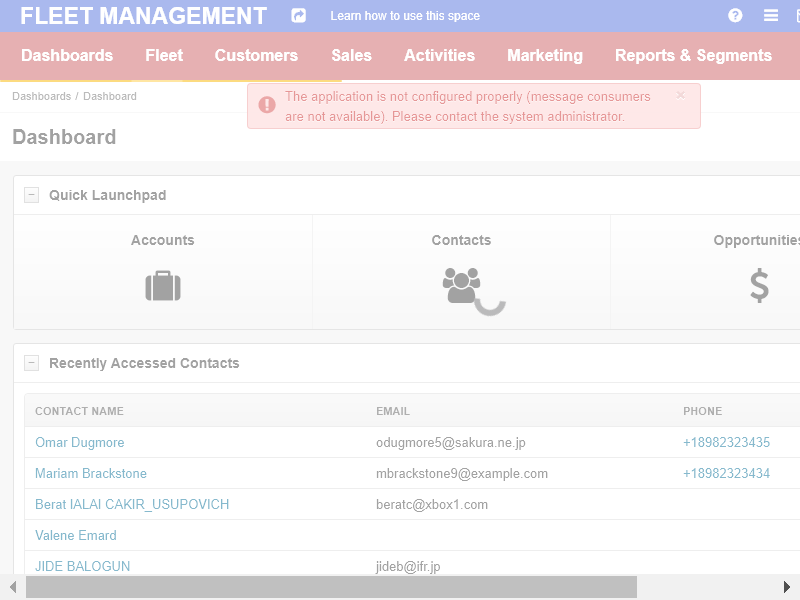 FLEET MANAGEMENT Learn how to use this space
Dashboards Fleet Customers Sales Activities Marketing Reports & Segments
Dashboards / Dashboard
The application is not configured properly (message consumers
are not available). Please contact the system administrator.
×
Dashboard
Quick Launchpad
Accounts Contacts Opportunities
Recently Accessed Contacts
CONTACT NAME EMAIL PHONE
Omar Dugmore odugmore5@sakura.ne.jp +18982323435
Mariam Brackstone mbrackstone9@example.com +18982323434
Berat IALAI CAKIR_USUPOVICH beratc@xbox1.com
Valene Emard
JIDE BALOGUN jideb@ifr.jp